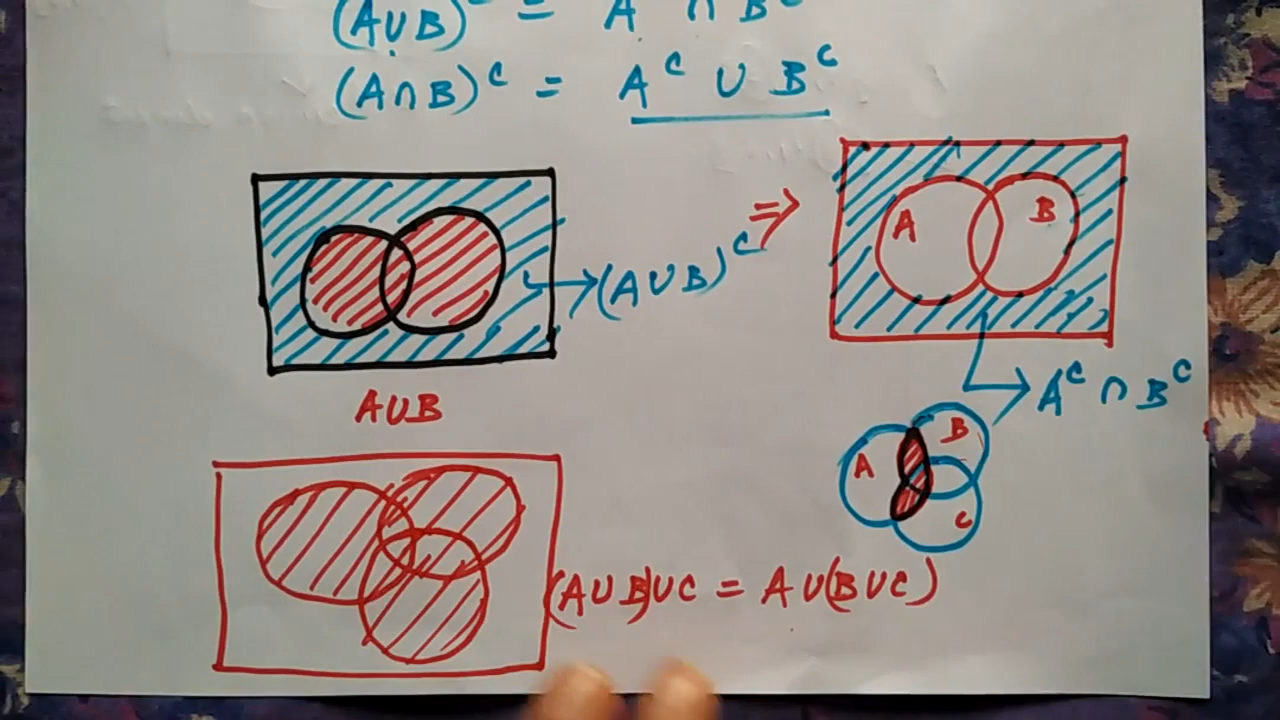 (A∪B)ᶜ = Aᶜ ∩ Bᶜ
(A∩B)ᶜ = Aᶜ ∪ Bᶜ
⇒
A B
→(A∪B)ᶜ
A∪B
→Aᶜ ∩ Bᶜ
A B
C
(A∪B)∪C = A∪(B∪C)